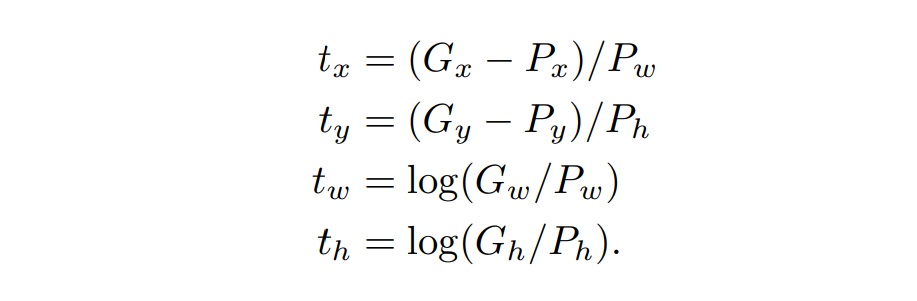 t_x = (G_x − P_x)/P_w
t_y = (G_y − P_y)/P_h
t_w = log(G_w/P_w)
t_h = log(G_h/P_h).